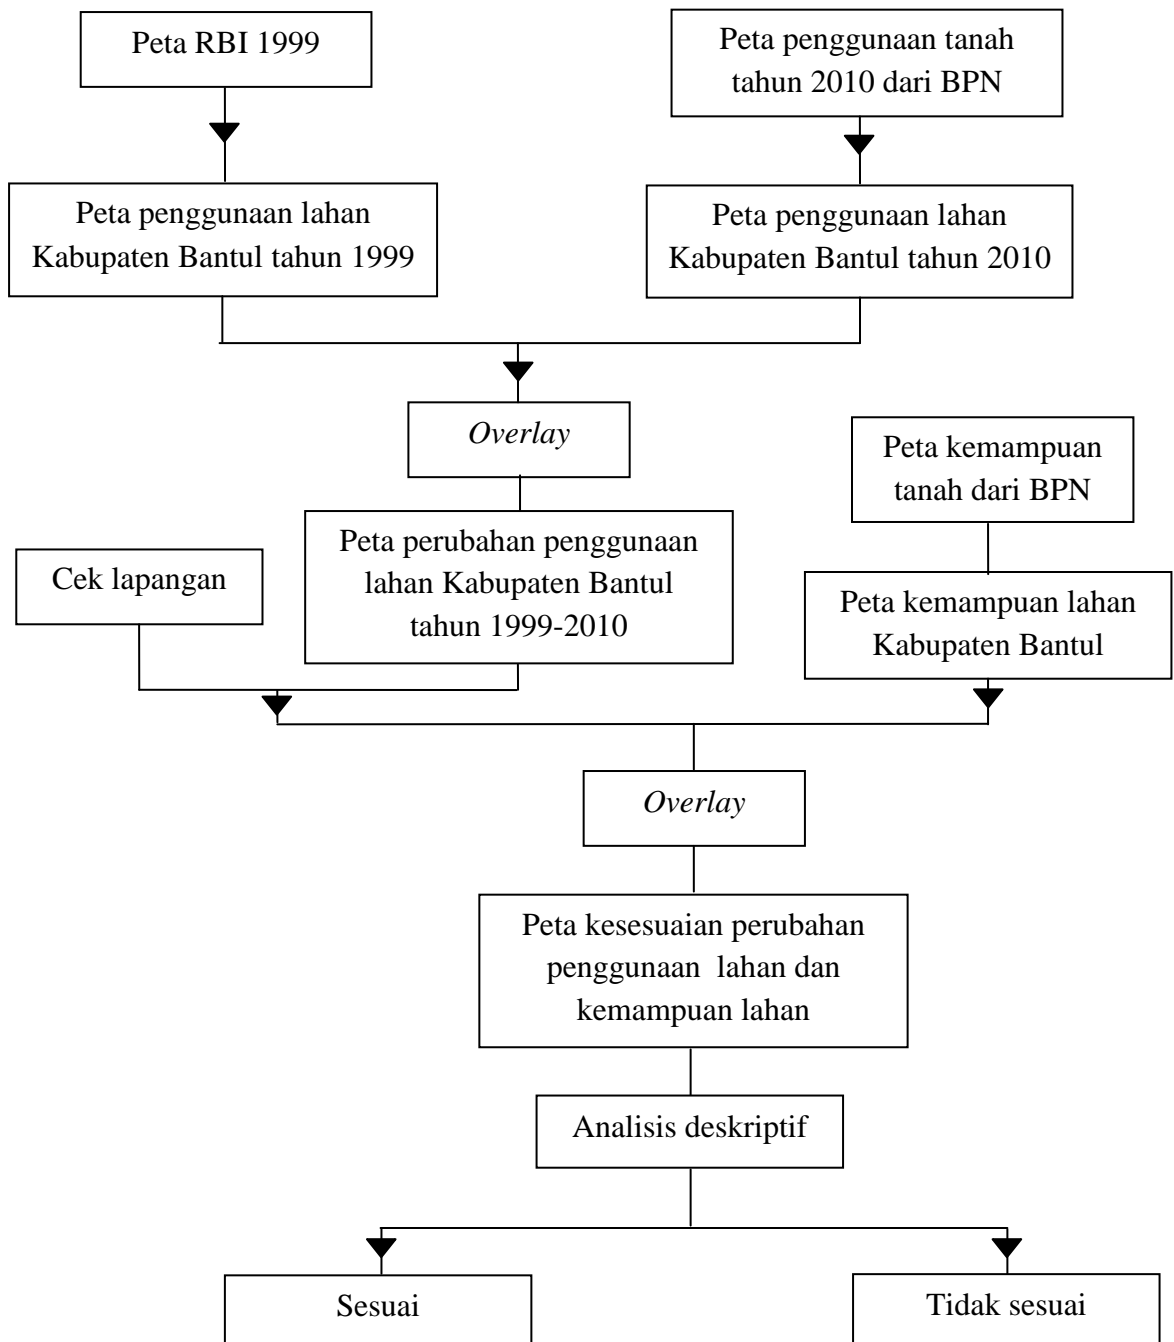 Peta RBI 1999
Peta penggunaan tanah
tahun 2010 dari BPN
Peta penggunaan lahan
Kabupaten Bantul tahun 1999
Peta penggunaan lahan
Kabupaten Bantul tahun 2010
Overlay
Peta kemampuan
tanah dari BPN
Cek lapangan
Peta perubahan penggunaan
lahan Kabupaten Bantul
tahun 1999-2010
Peta kemampuan lahan
Kabupaten Bantul
Overlay
Peta kesesuaian perubahan
penggunaan lahan dan
kemampuan lahan
Analisis deskriptif
Sesuai
Tidak sesuai